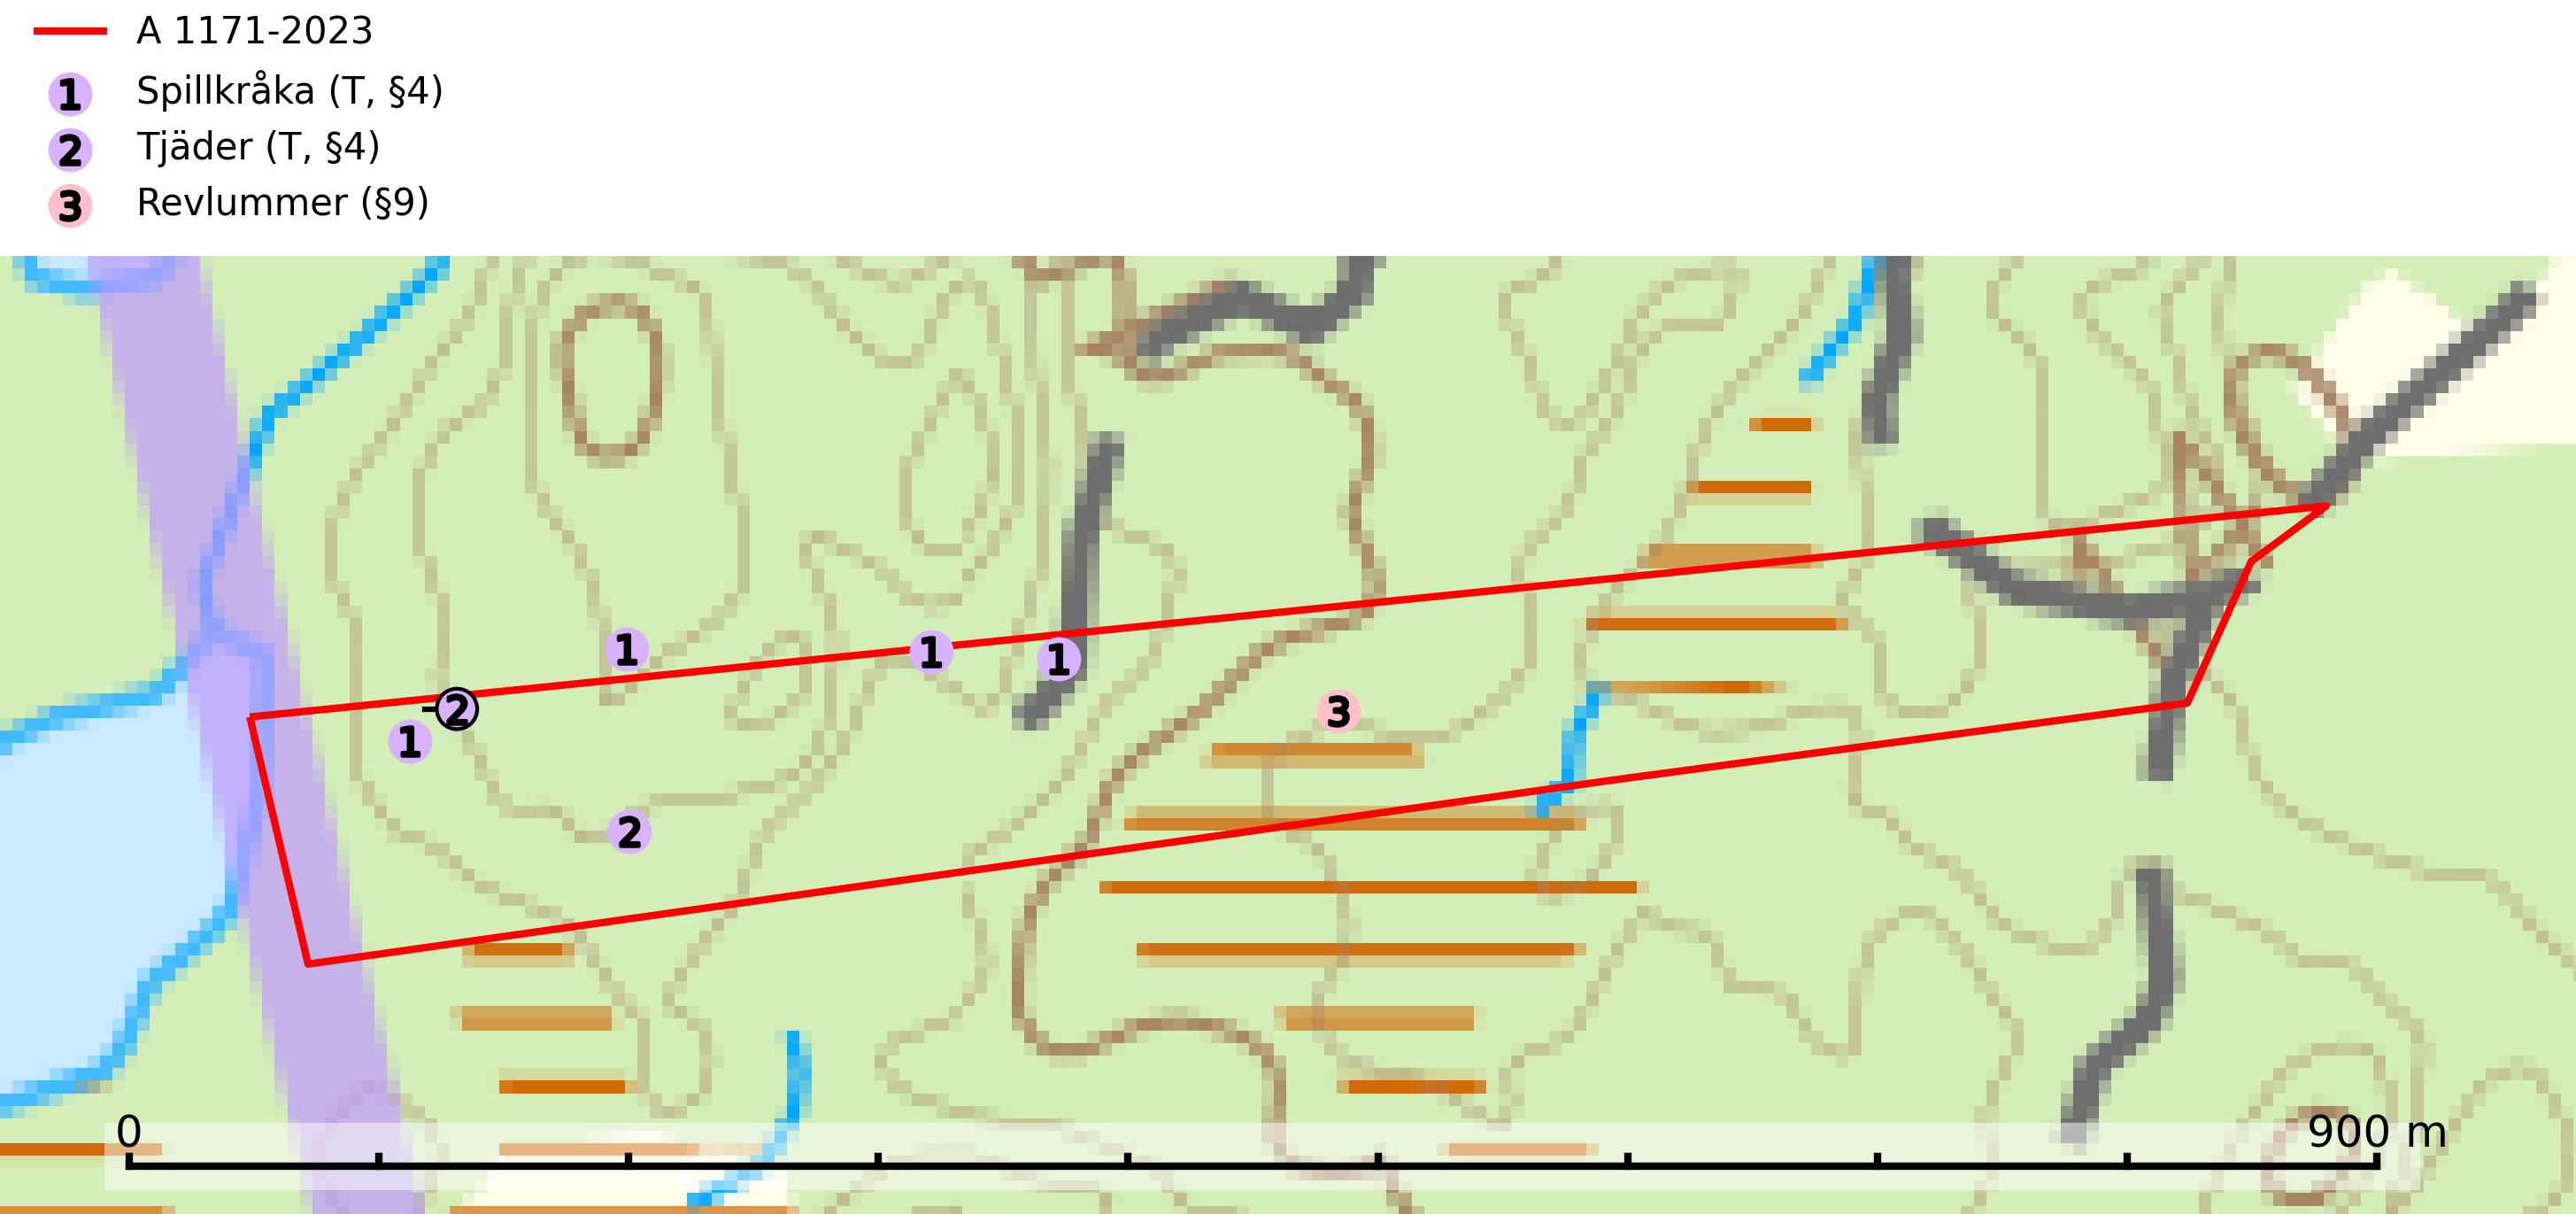 A 1171-2023
1 Spillkråka (T, §4)
2 Tjäder (T, §4)
3 Revlummer (§9)
1
1
1
2
3
1
2
0 900 m